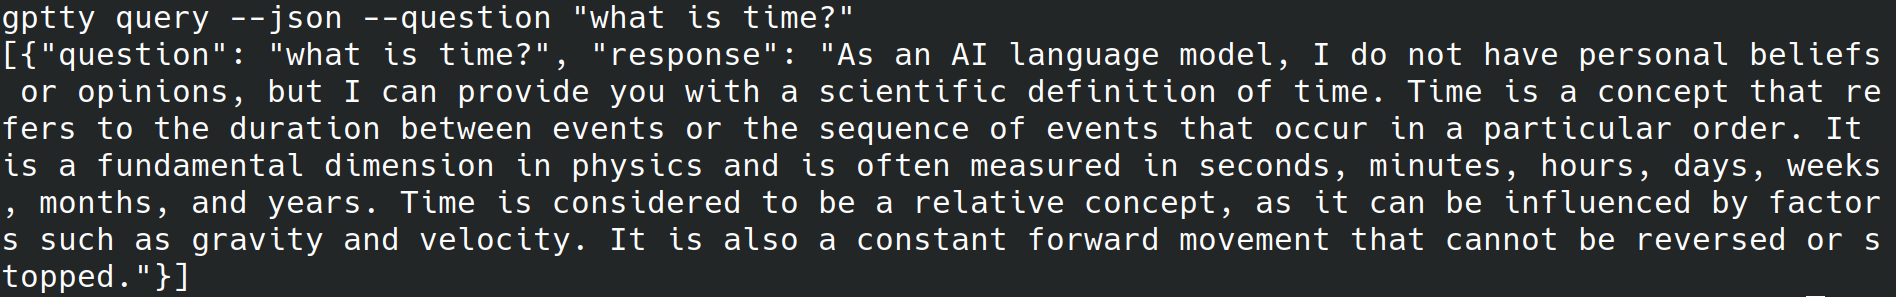 gptty query --json --question "what is time?"
[{"question": "what is time?", "response": "As an AI language model, I do not have personal beliefs
 or opinions, but I can provide you with a scientific definition of time. Time is a concept that re
fers to the duration between events or the sequence of events that occur in a particular order. It
is a fundamental dimension in physics and is often measured in seconds, minutes, hours, days, weeks
, months, and years. Time is considered to be a relative concept, as it can be influenced by factor
s such as gravity and velocity. It is also a constant forward movement that cannot be reversed or s
topped."}]